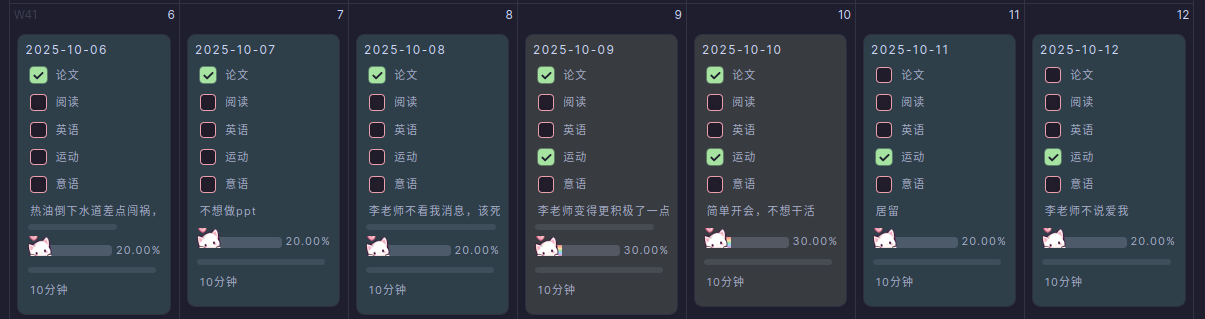 W41
6
7
8
9
10
11
12
2025-10-06
论文
阅读
英语
运动
意语
热油倒下水道差点闯祸，
20.00%
10分钟
2025-10-07
论文
阅读
英语
运动
意语
不想做ppt
20.00%
10分钟
2025-10-08
论文
阅读
英语
运动
意语
李老师不看我消息，该死
20.00%
10分钟
2025-10-09
论文
阅读
英语
运动
意语
李老师变得更积极了一点
30.00%
10分钟
2025-10-10
论文
阅读
英语
运动
意语
简单开会，不想干活
30.00%
10分钟
2025-10-11
论文
阅读
英语
运动
意语
居留
20.00%
10分钟
2025-10-12
论文
阅读
英语
运动
意语
李老师不说爱我
20.00%
10分钟